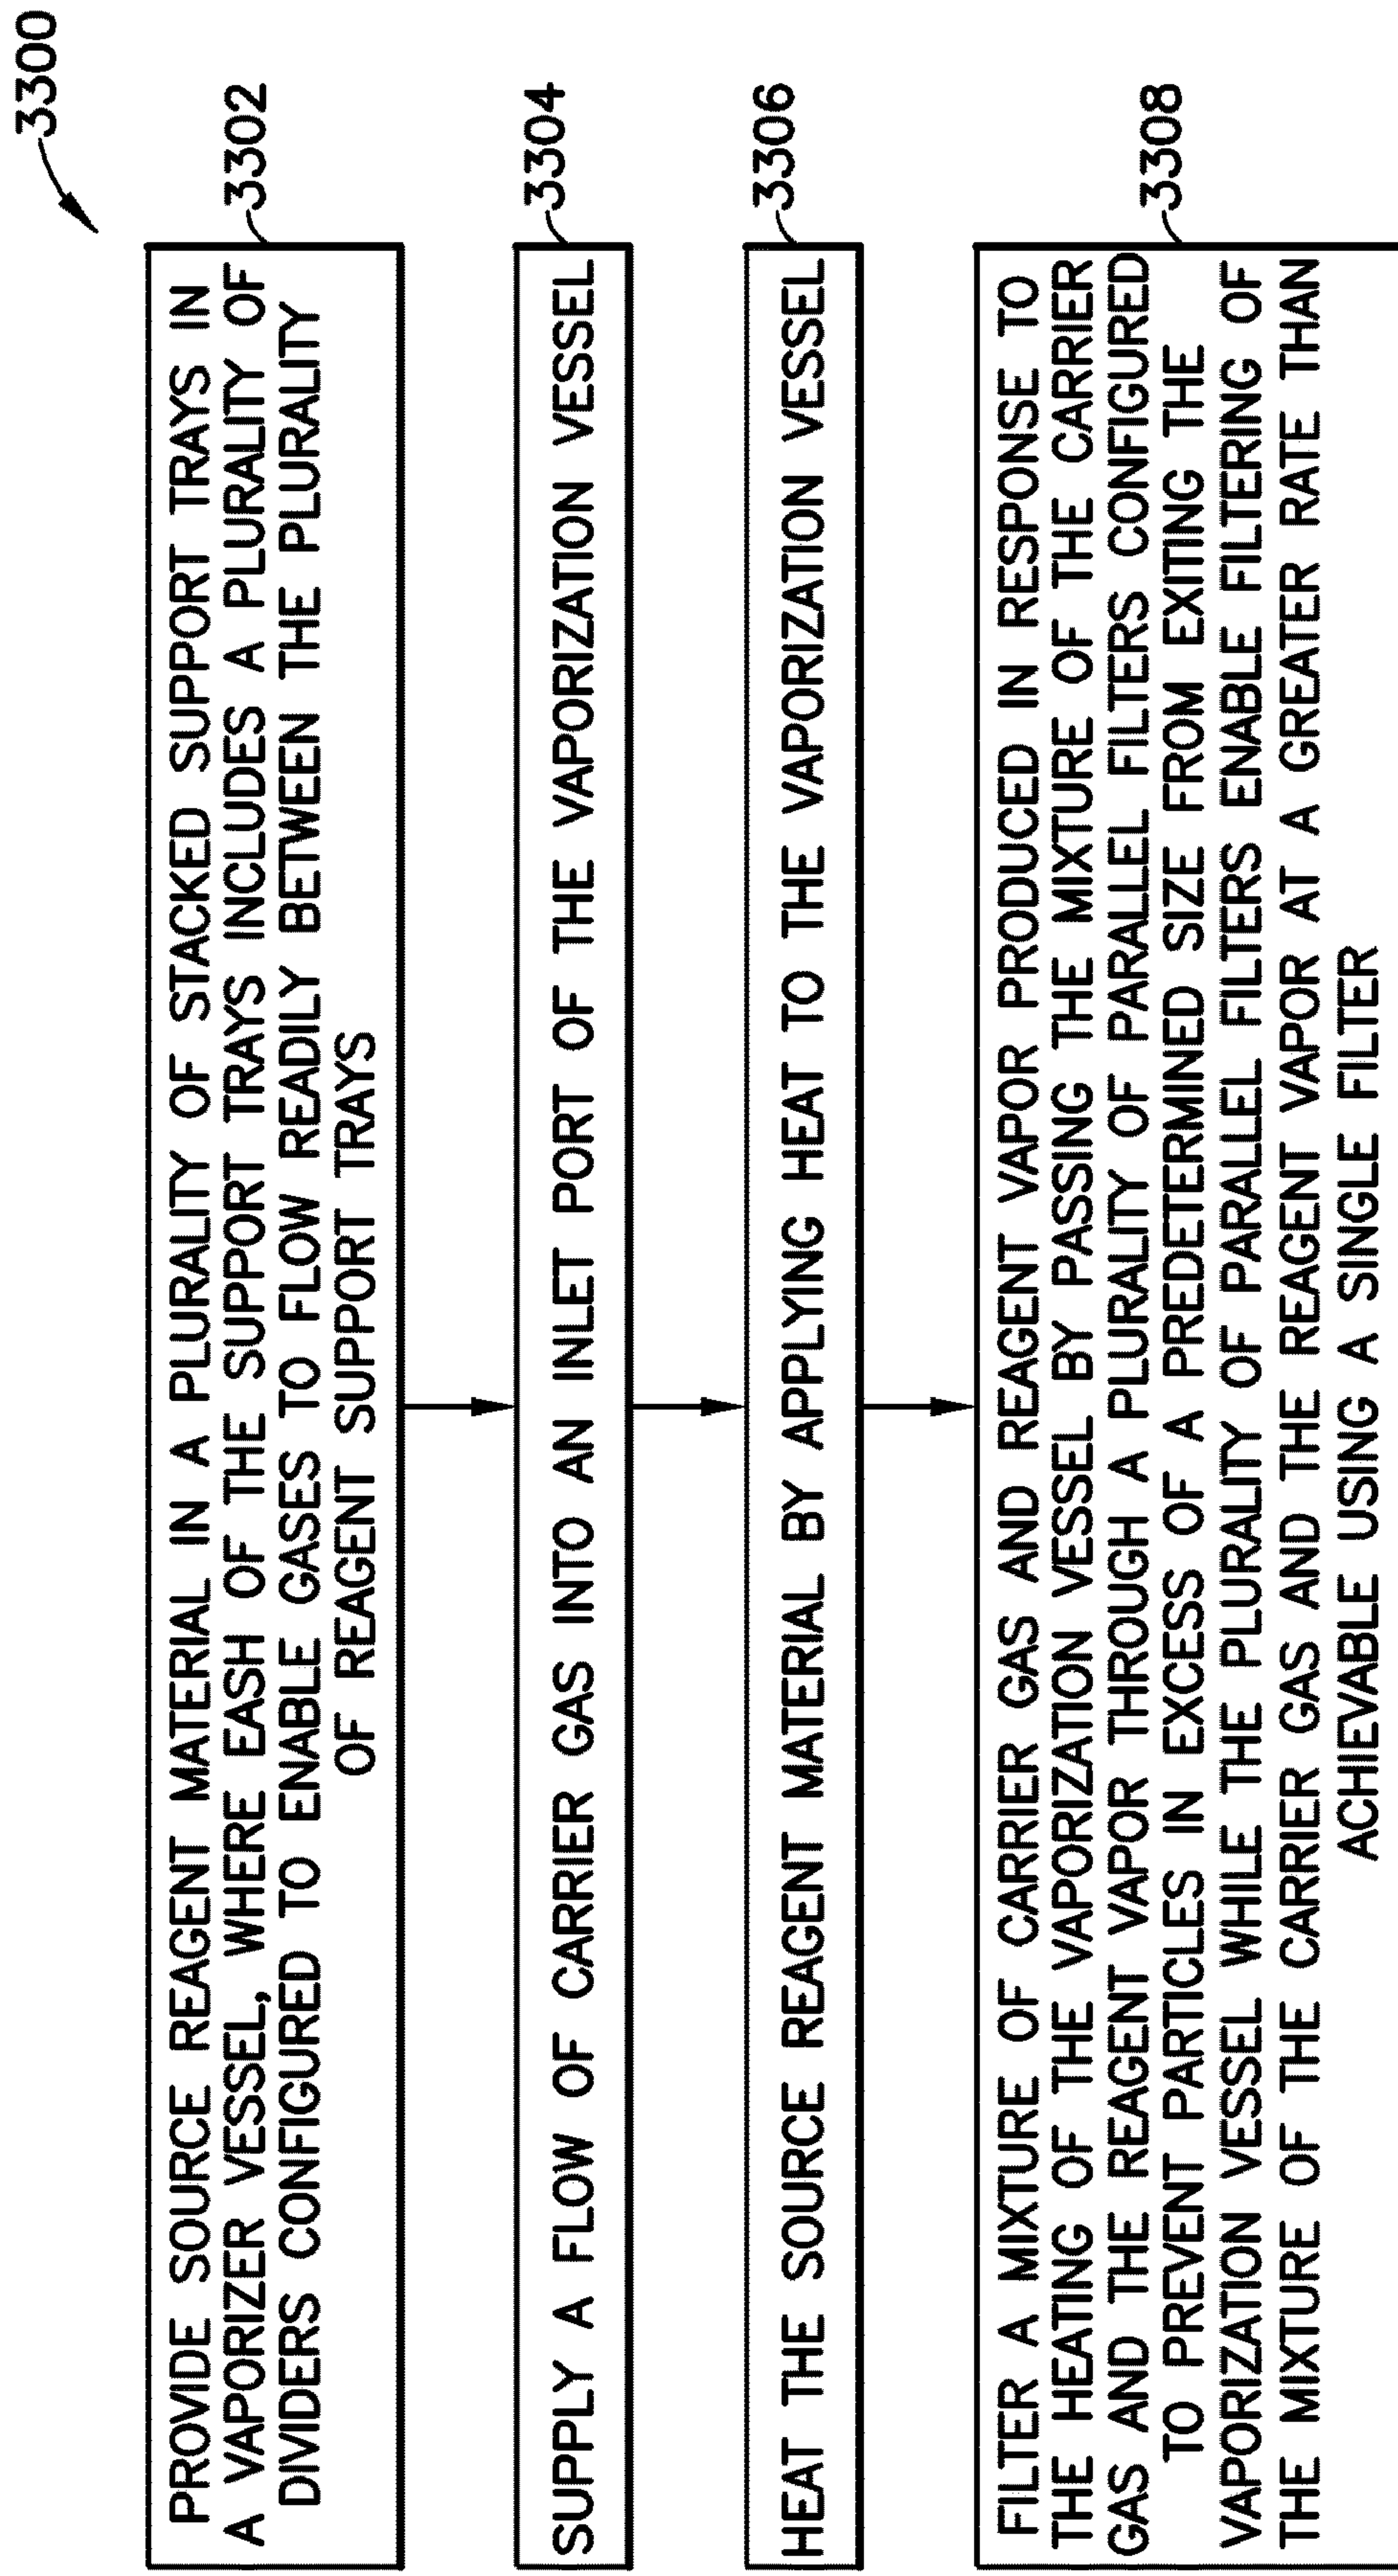 3300
PROVIDE SOURCE REAGENT MATERIAL IN A PLURALITY OF STACKED SUPPORT TRAYS IN
A VAPORIZER VESSEL, WHERE EASH OF THE SUPPORT TRAYS INCLUDES A PLURALITY OF
DIVIDERS CONFIGURED TO ENABLE GASES TO FLOW READILY BETWEEN THE PLURALITY
OF REAGENT SUPPORT TRAYS
3302
SUPPLY A FLOW OF CARRIER GAS INTO AN INLET PORT OF THE VAPORIZATION VESSEL
3304
HEAT THE SOURCE REAGENT MATERIAL BY APPLYING HEAT TO THE VAPORIZATION VESSEL
3306
FILTER A MIXTURE OF CARRIER GAS AND REAGENT VAPOR PRODUCED IN RESPONSE TO
THE HEATING OF THE VAPORIZATION VESSEL BY PASSING THE MIXTURE OF THE CARRIER
GAS AND THE REAGENT VAPOR THROUGH A PLURALITY OF PARALLEL FILTERS CONFIGURED
TO PREVENT PARTICLES IN EXCESS OF A PREDETERMINED SIZE FROM EXITING THE
VAPORIZATION VESSEL WHILE THE PLURALITY OF PARALLEL FILTERS ENABLE FILTERING OF
THE MIXTURE OF THE CARRIER GAS AND THE REAGENT VAPOR AT A GREATER RATE THAN
ACHIEVABLE USING A SINGLE FILTER
3308